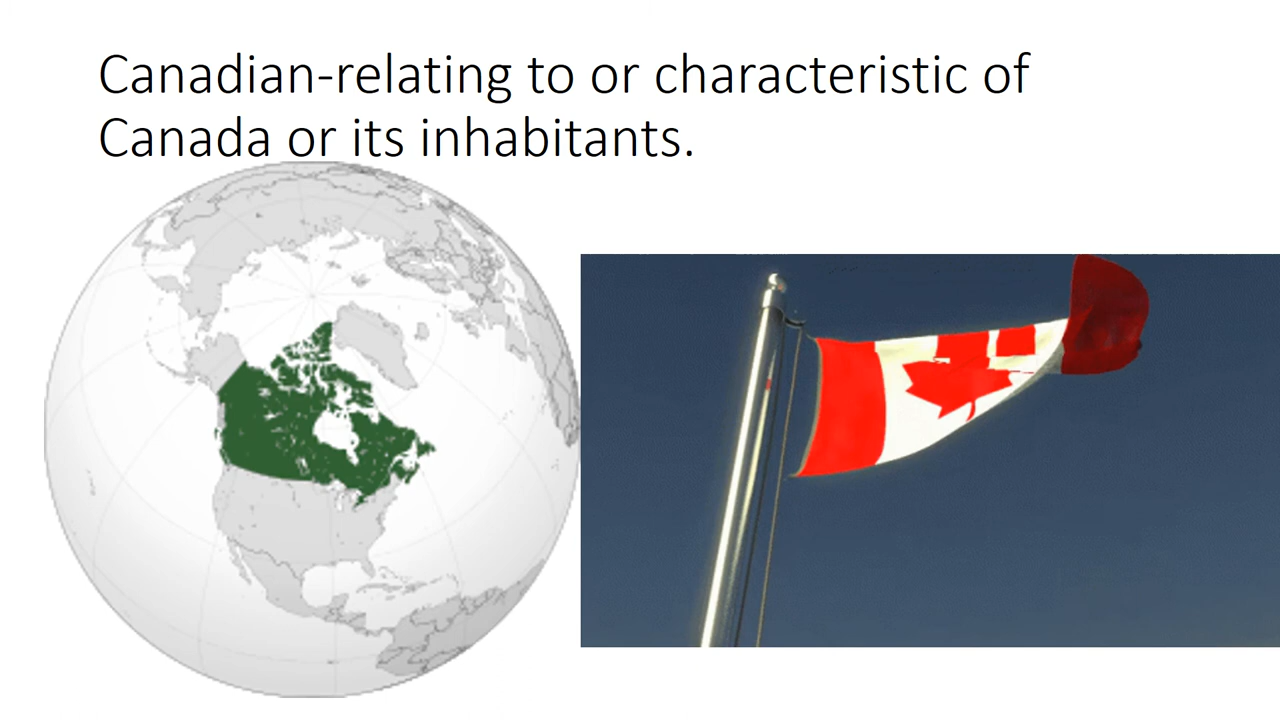 Canadian-relating to or characteristic of
Canada or its inhabitants.